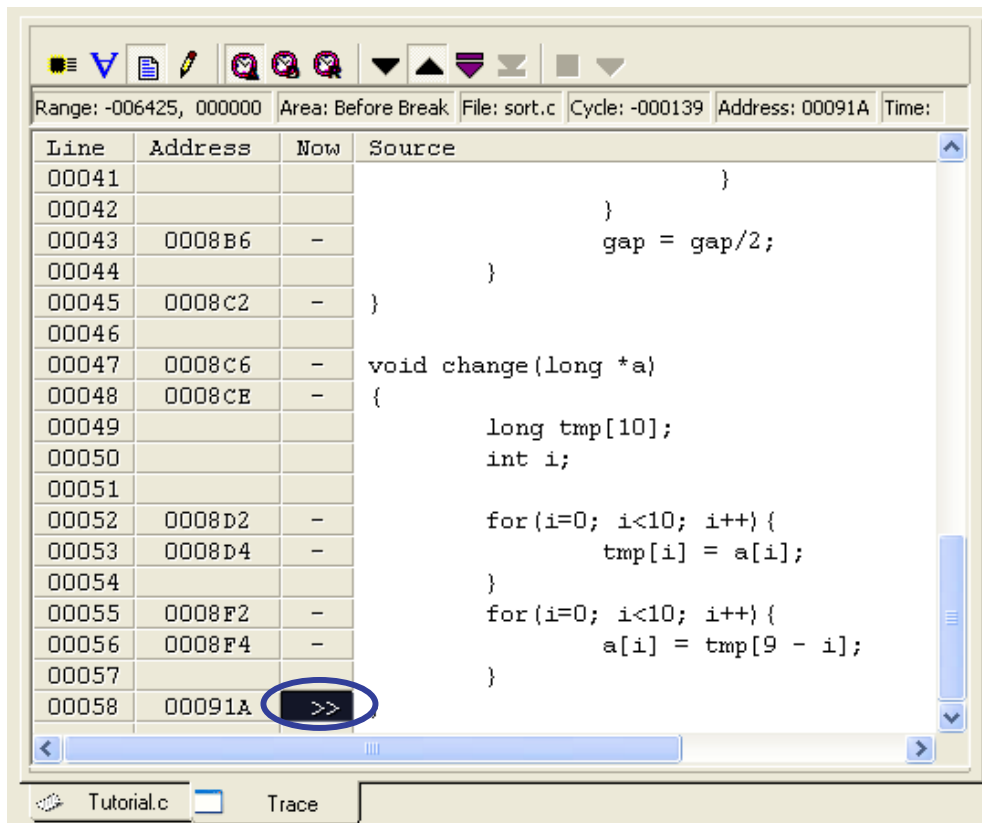 Range: -006425, 000000 Area: Before Break File: sort.c Cycle: -000139 Address: 00091A Time:
Line Address Now Source
00041 }
00042 }
00043 0008B6 - gap = gap/2;
00044 }
00045 0008C2 - }
00046
00047 0008C6 - void change(long *a)
00048 0008CE - {
00049 long tmp[10];
00050 int i;
00051
00052 0008D2 - for(i=0; i<10; i++){
00053 0008D4 - tmp[i] = a[i];
00054 }
00055 0008F2 - for(i=0; i<10; i++){
00056 0008F4 - a[i] = tmp[9 - i];
00057 }
00058 00091A >> }
Tutorial.c Trace